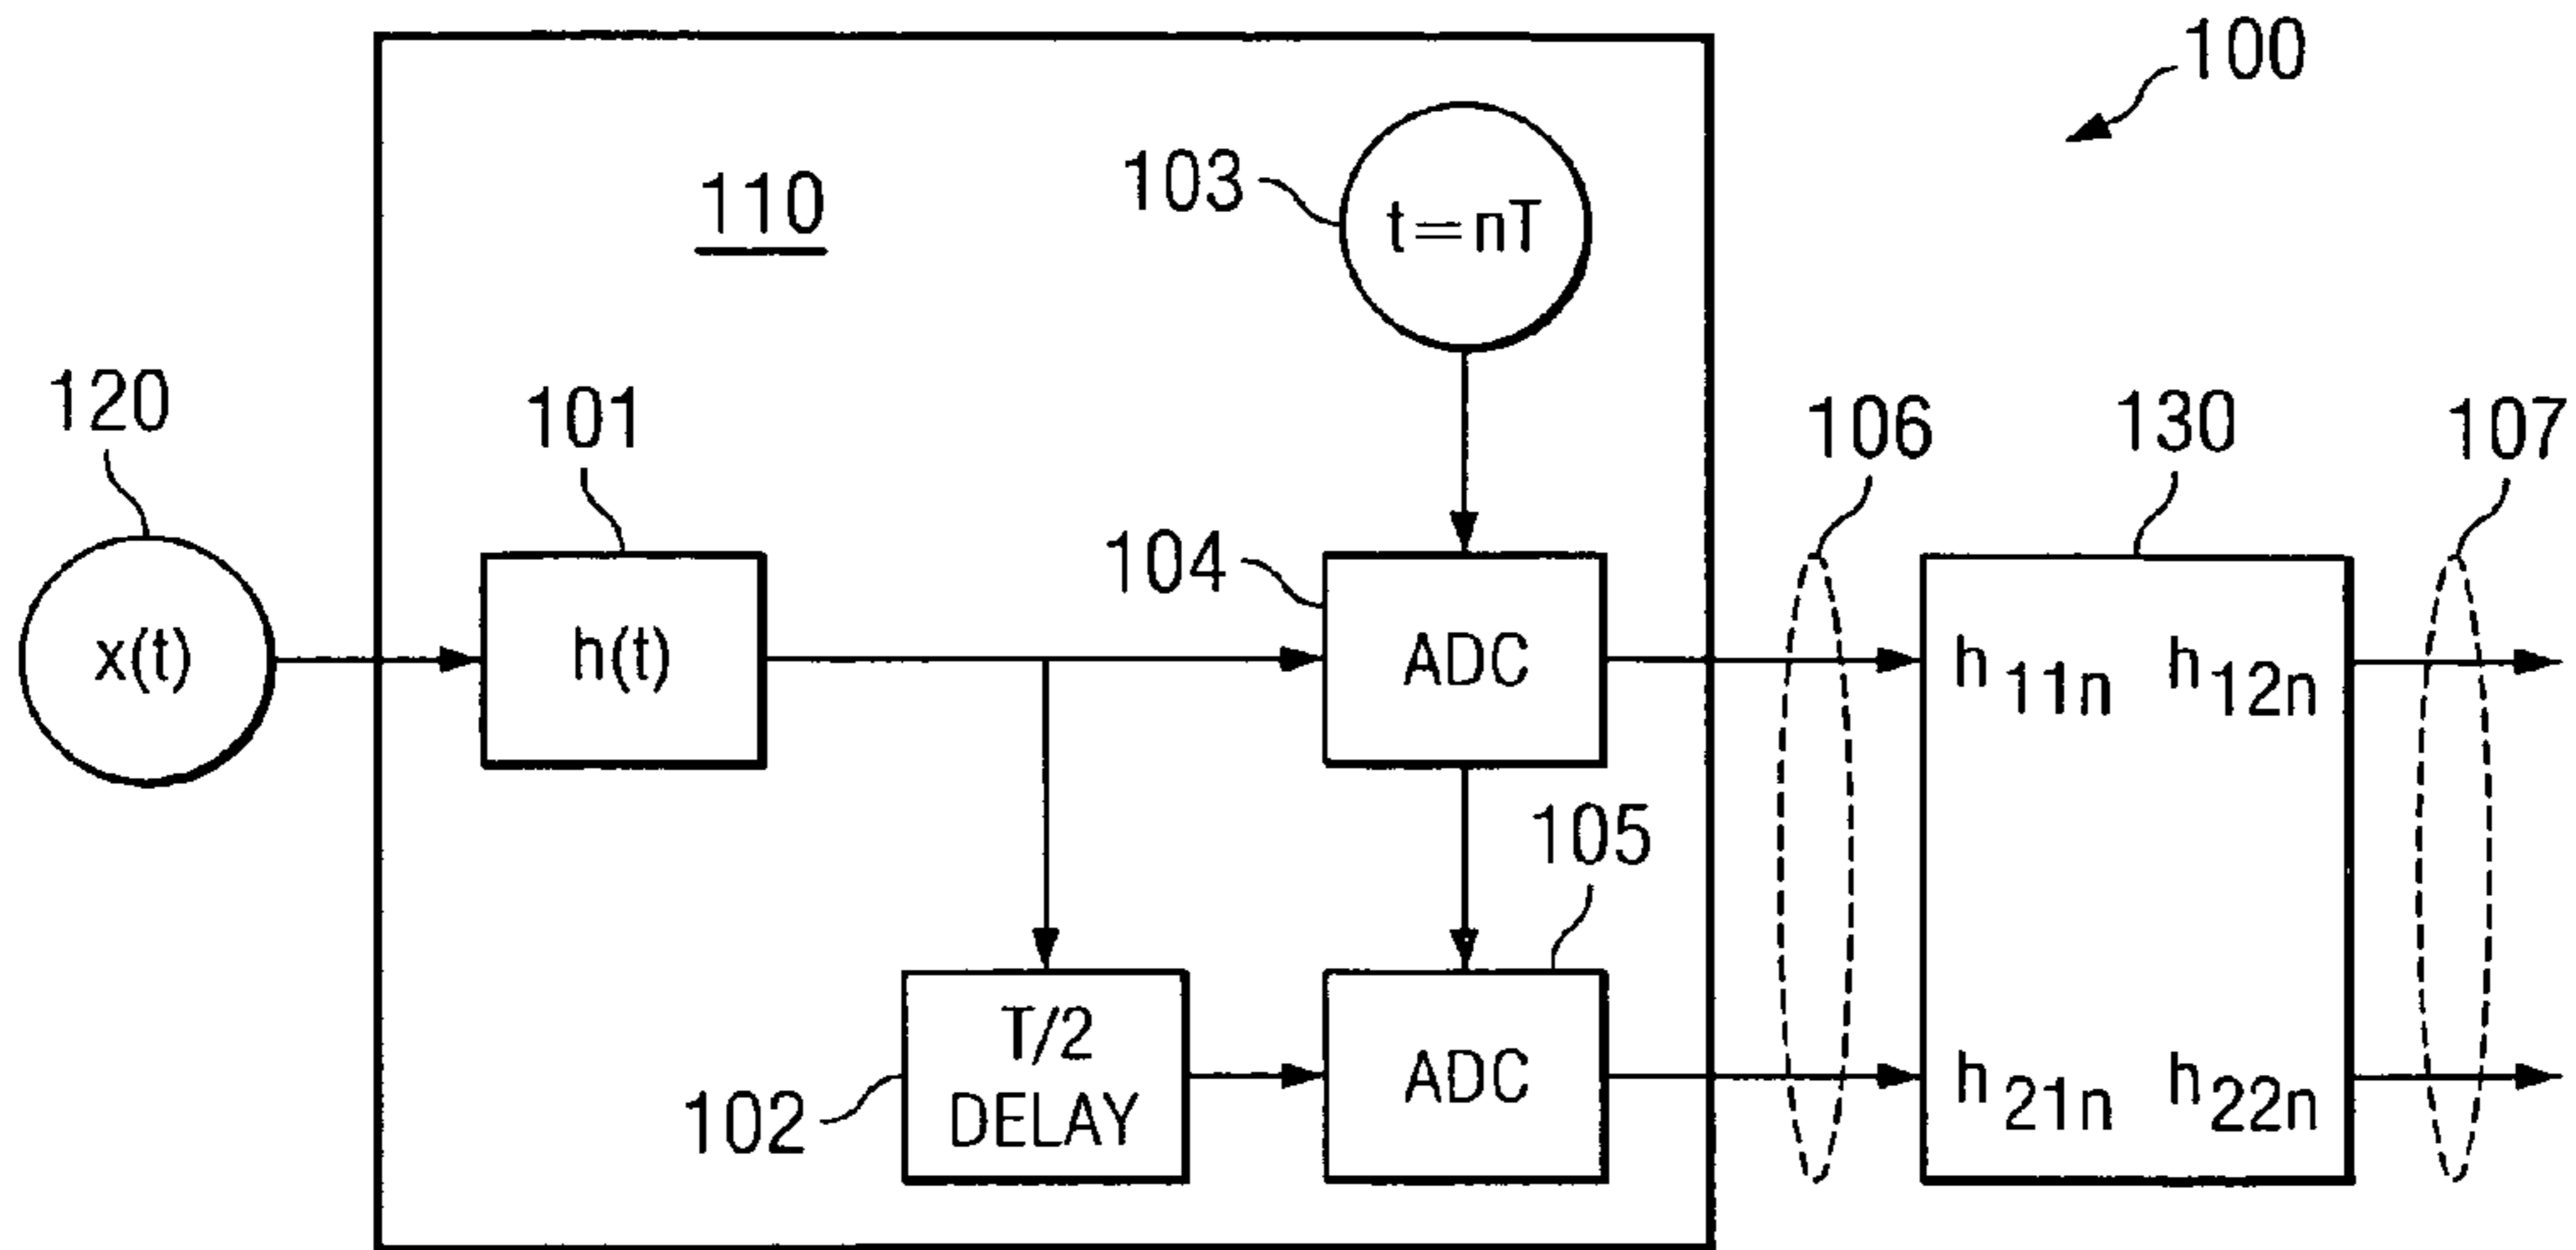 100
110
103
t=nT
120
101
106
130
107
104
x(t)
h(t)
ADC
h11n
h12n
105
T/2
DELAY
102
ADC
h21n
h22n